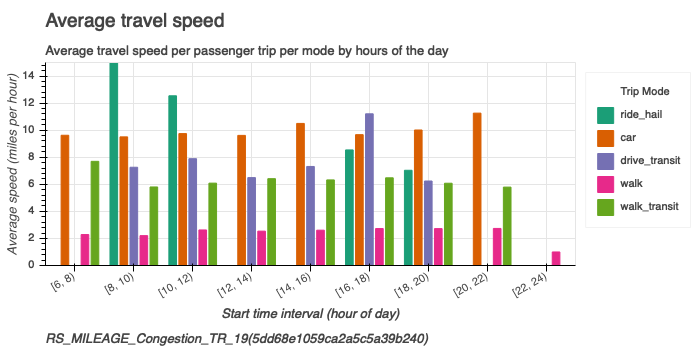 Average travel speed
Average travel speed per passenger trip per mode by hours of the day
Average speed (miles per hour)
14
12
10
8
6
4
2
0
[6, 8)
[8, 10)
[10, 12)
[12, 14)
[14, 16)
[16, 18)
[18, 20)
[20, 22)
[22, 24)
Start time interval (hour of day)
Trip Mode
ride_hail
car
drive_transit
walk
walk_transit
RS_MILEAGE_Congestion_TR_19(5dd68e1059ca2a5c5a39b240)